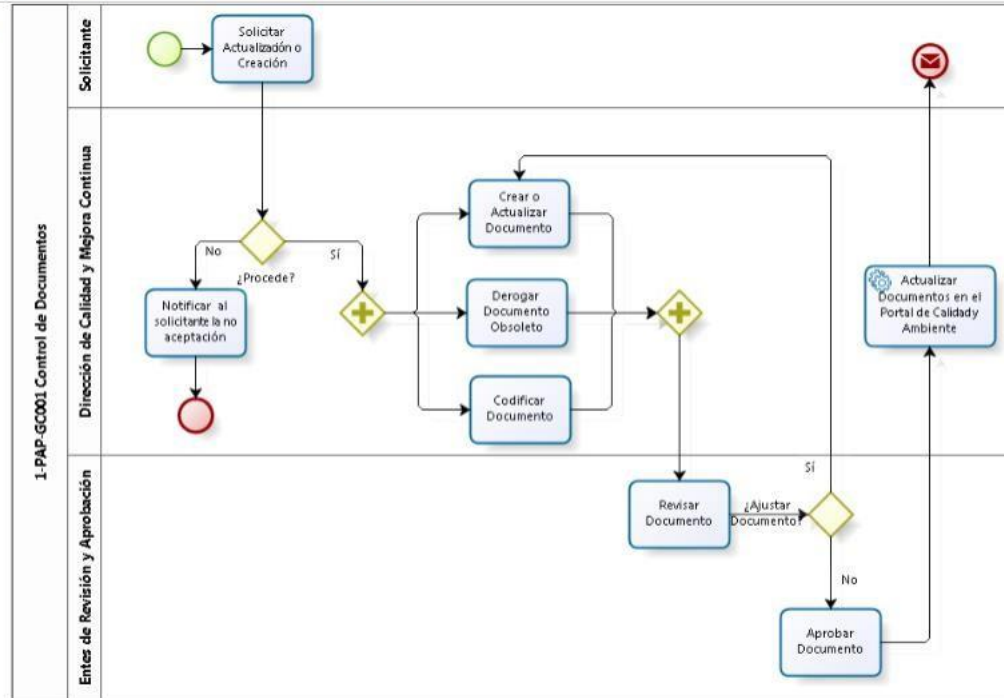 1-PAP-GC001 Control de Documentos
Solicitante
Solicitar
Actualización o
Creación
Dirección de Calidad y Mejora Continua
No
¿Procede?
Sí
Notificar al
solicitante la no
aceptación
Crear o
Actualizar
Documento
Derogar
Documento
Obsoleto
Codificar
Documento
Actualizar
Documentos en el
Portal de Calidad y
Ambiente
Entes de Revisión y Aprobación
Revisar
Documento
¿Ajustar
Documento?
Sí
No
Aprobar
Documento